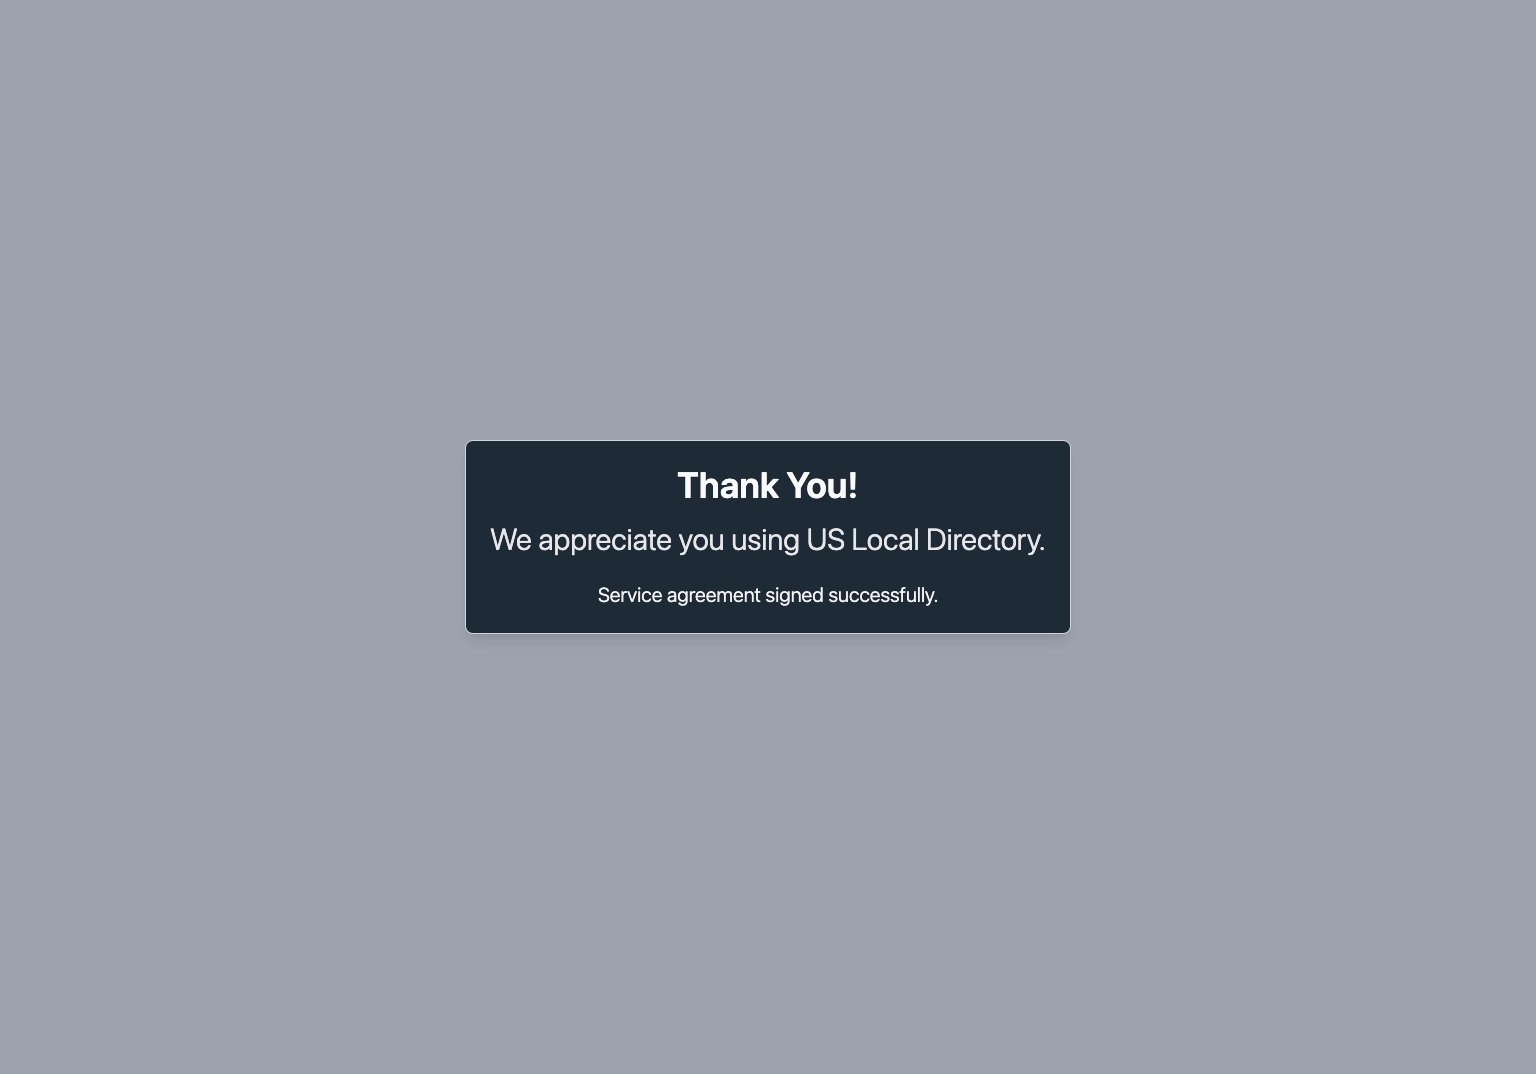 Thank You!
We appreciate you using US Local Directory.
Service agreement signed successfully.